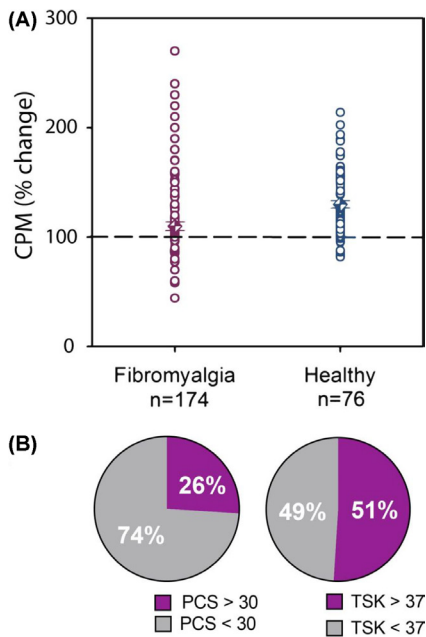 (A)
300
200
100
0
CPM (% change)
Fibromyalgia Healthy
n=174 n=76
(B)
26%
74%
49% 51%
PCS > 30 TSK > 37
PCS < 30 TSK < 37